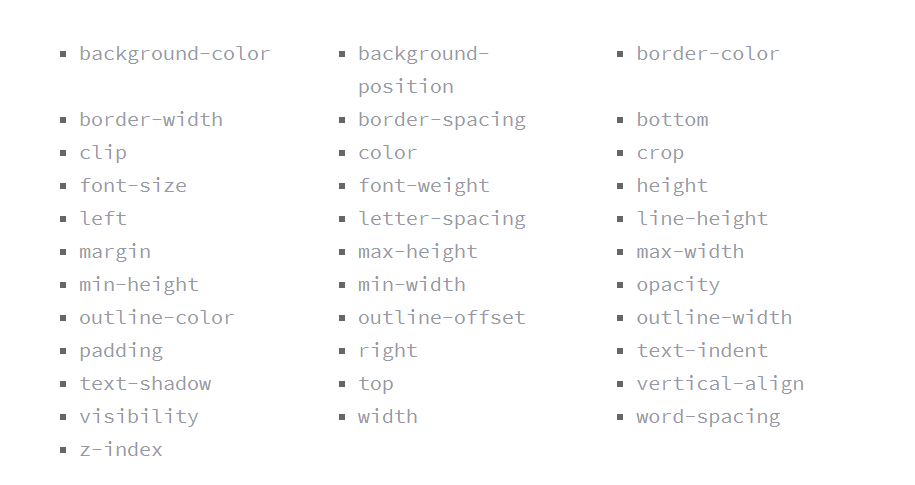 background-color
background-
position
border-color
border-width
border-spacing
bottom
clip
color
crop
font-size
font-weight
height
left
letter-spacing
line-height
margin
max-height
max-width
min-height
min-width
opacity
outline-color
outline-offset
outline-width
padding
right
text-indent
text-shadow
top
vertical-align
visibility
width
word-spacing
z-index